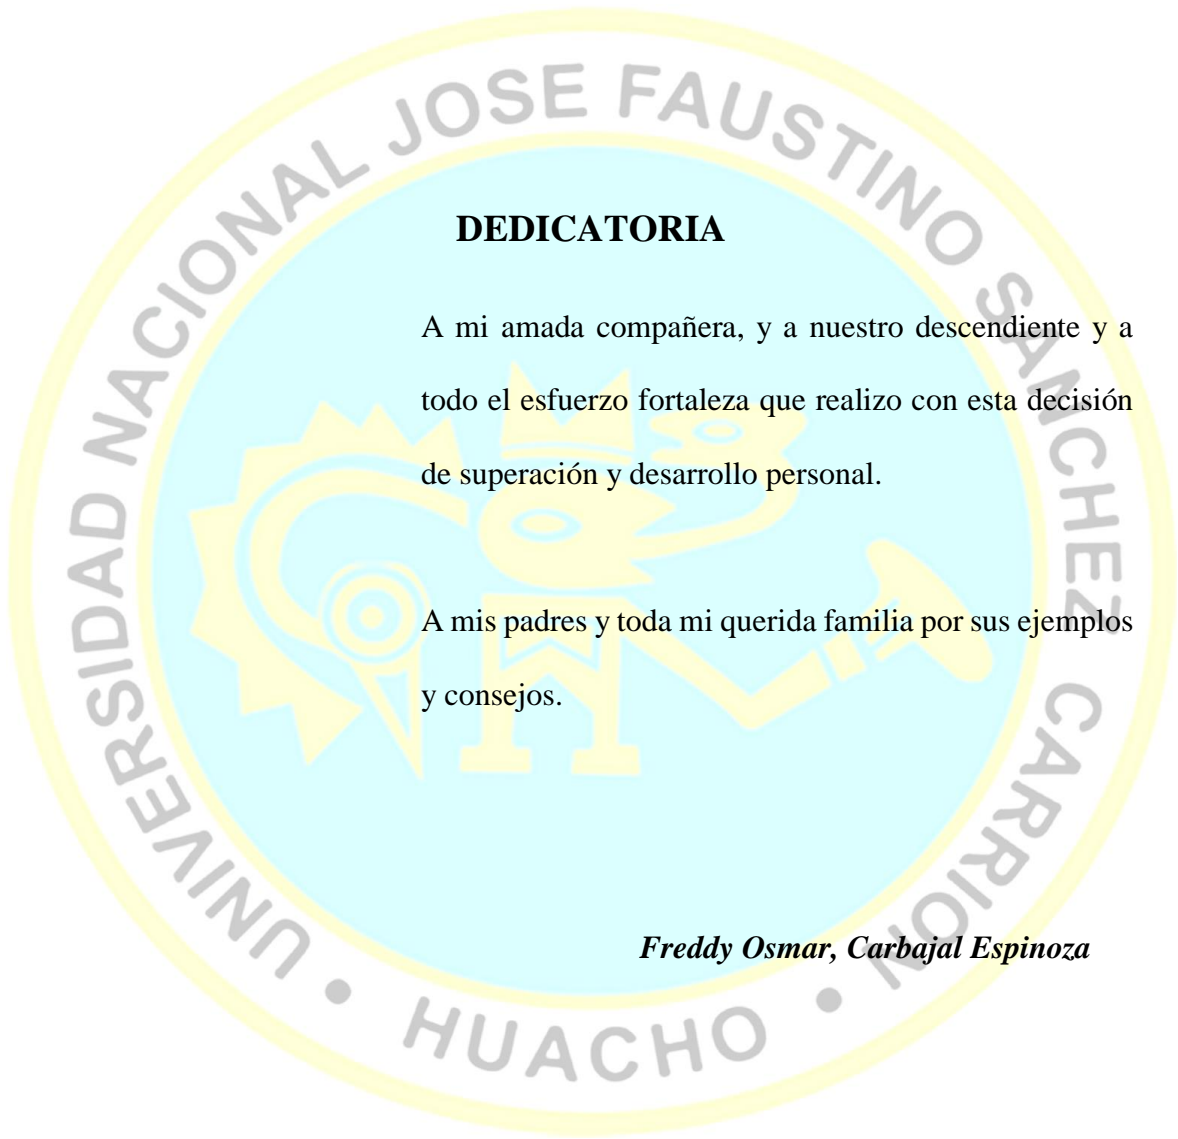 UNIVERSIDAD NACIONAL JOSE FAUSTINO SANCHEZ CARRION • HUACHO •
DEDICATORIA
A mi amada compañera, y a nuestro descendiente y a
todo el esfuerzo fortaleza que realizo con esta decisión
de superación y desarrollo personal.
A mis padres y toda mi querida familia por sus ejemplos
y consejos.
Freddy Osmar, Carbajal Espinoza